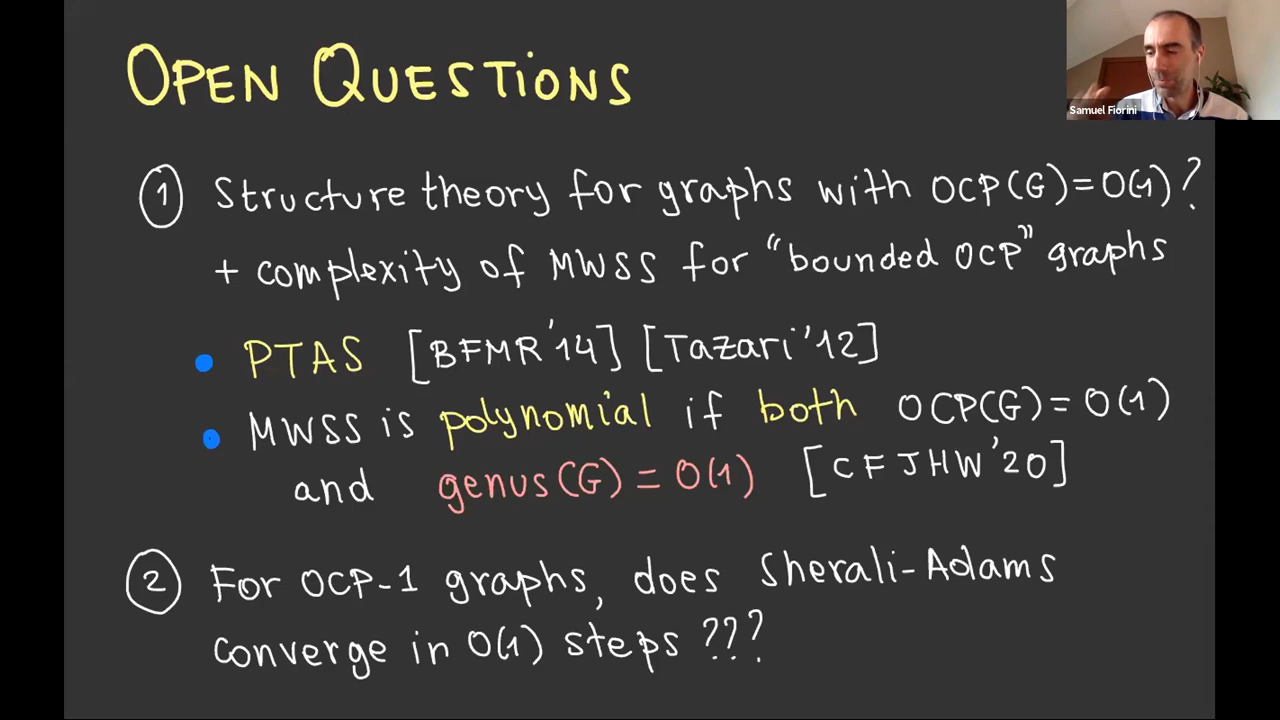 OPEN QUESTIONS
Samuel Fiorini
① Structure theory for graphs with OCP(G)=O(1)?
+ complexity of MWSS for "bounded OCP" graphs
• PTAS [BFMR'14] [Tazari'12]
• MWSS is polynomial if both OCP(G)=O(1)
and genus(G)=O(1) [CFJHW'20]
② For OCP-1 graphs, does Sherali-Adams
converge in O(1) steps ???